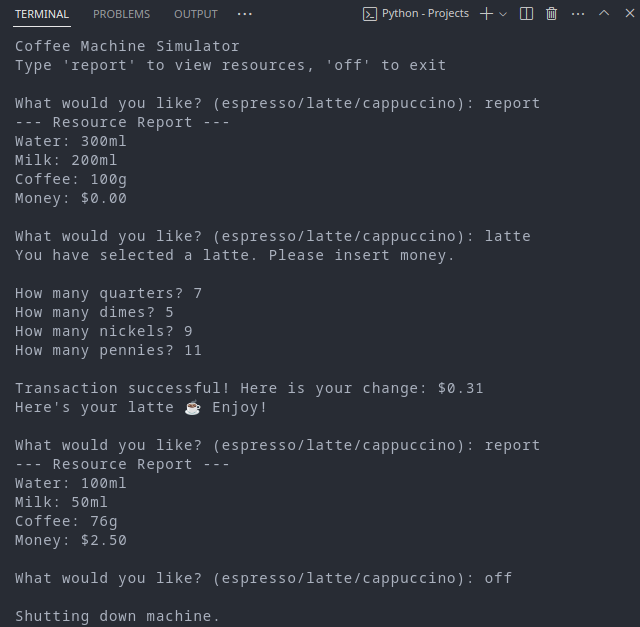 TERMINAL PROBLEMS OUTPUT ··· Python - Projects ···
Coffee Machine Simulator
Type 'report' to view resources, 'off' to exit
What would you like? (espresso/latte/cappuccino): report
--- Resource Report ---
Water: 300ml
Milk: 200ml
Coffee: 100g
Money: $0.00
What would you like? (espresso/latte/cappuccino): latte
You have selected a latte. Please insert money.
How many quarters? 7
How many dimes? 5
How many nickels? 9
How many pennies? 11
Transaction successful! Here is your change: $0.31
Here's your latte ☕ Enjoy!
What would you like? (espresso/latte/cappuccino): report
--- Resource Report ---
Water: 100ml
Milk: 50ml
Coffee: 76g
Money: $2.50
What would you like? (espresso/latte/cappuccino): off
Shutting down machine.